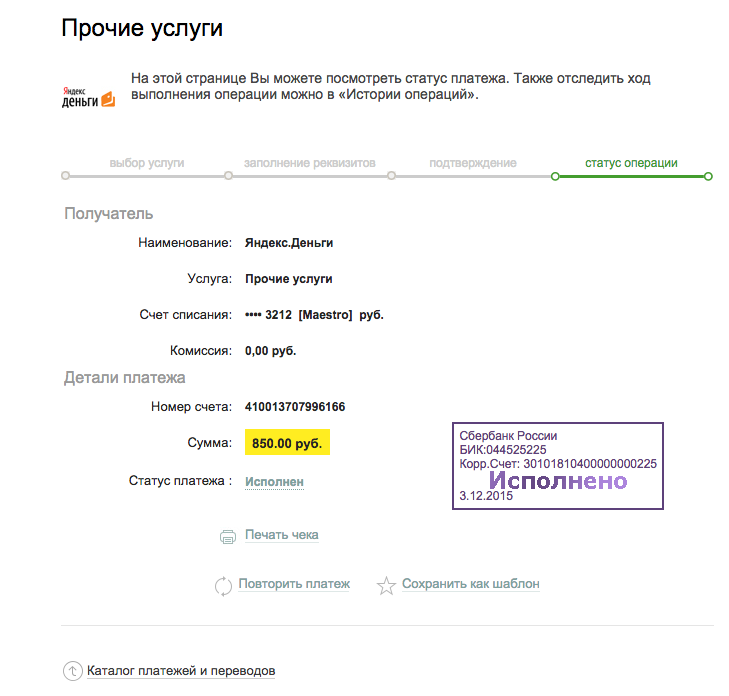 Прочие услуги
Яндекс
деньги
На этой странице Вы можете посмотреть статус платежа. Также отследить ход
выполнения операции можно в «Истории операций».
выбор услуги заполнение реквизитов подтверждение статус операции
Получатель
Наименование: Яндекс.Деньги
Услуга: Прочие услуги
Счет списания: •••• 3212 [Maestro] руб.
Комиссия: 0,00 руб.
Детали платежа
Номер счета: 410013707996166
Сумма: 850.00 руб.
Статус платежа : Исполнен
Сбербанк России
БИК:044525225
Корр.Счет: 30101810400000000225
Исполнено
3.12.2015
Печать чека
Повторить платеж Сохранить как шаблон
Каталог платежей и переводов